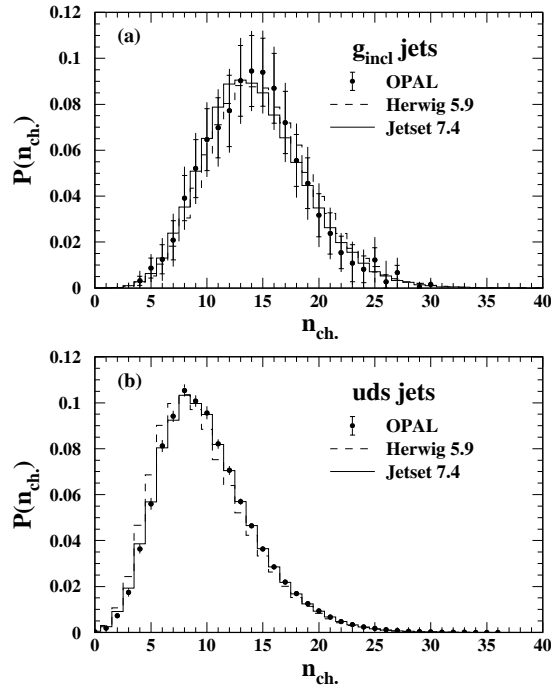 (a)
g_incl jets
OPAL
Herwig 5.9
Jetset 7.4
P(n_ch.)
0.12
0.1
0.08
0.06
0.04
0.02
0
0 5 10 15 20 25 30 35 40
n_ch.
(b)
uds jets
OPAL
Herwig 5.9
Jetset 7.4
P(n_ch.)
0.12
0.1
0.08
0.06
0.04
0.02
0
0 5 10 15 20 25 30 35 40
n_ch.